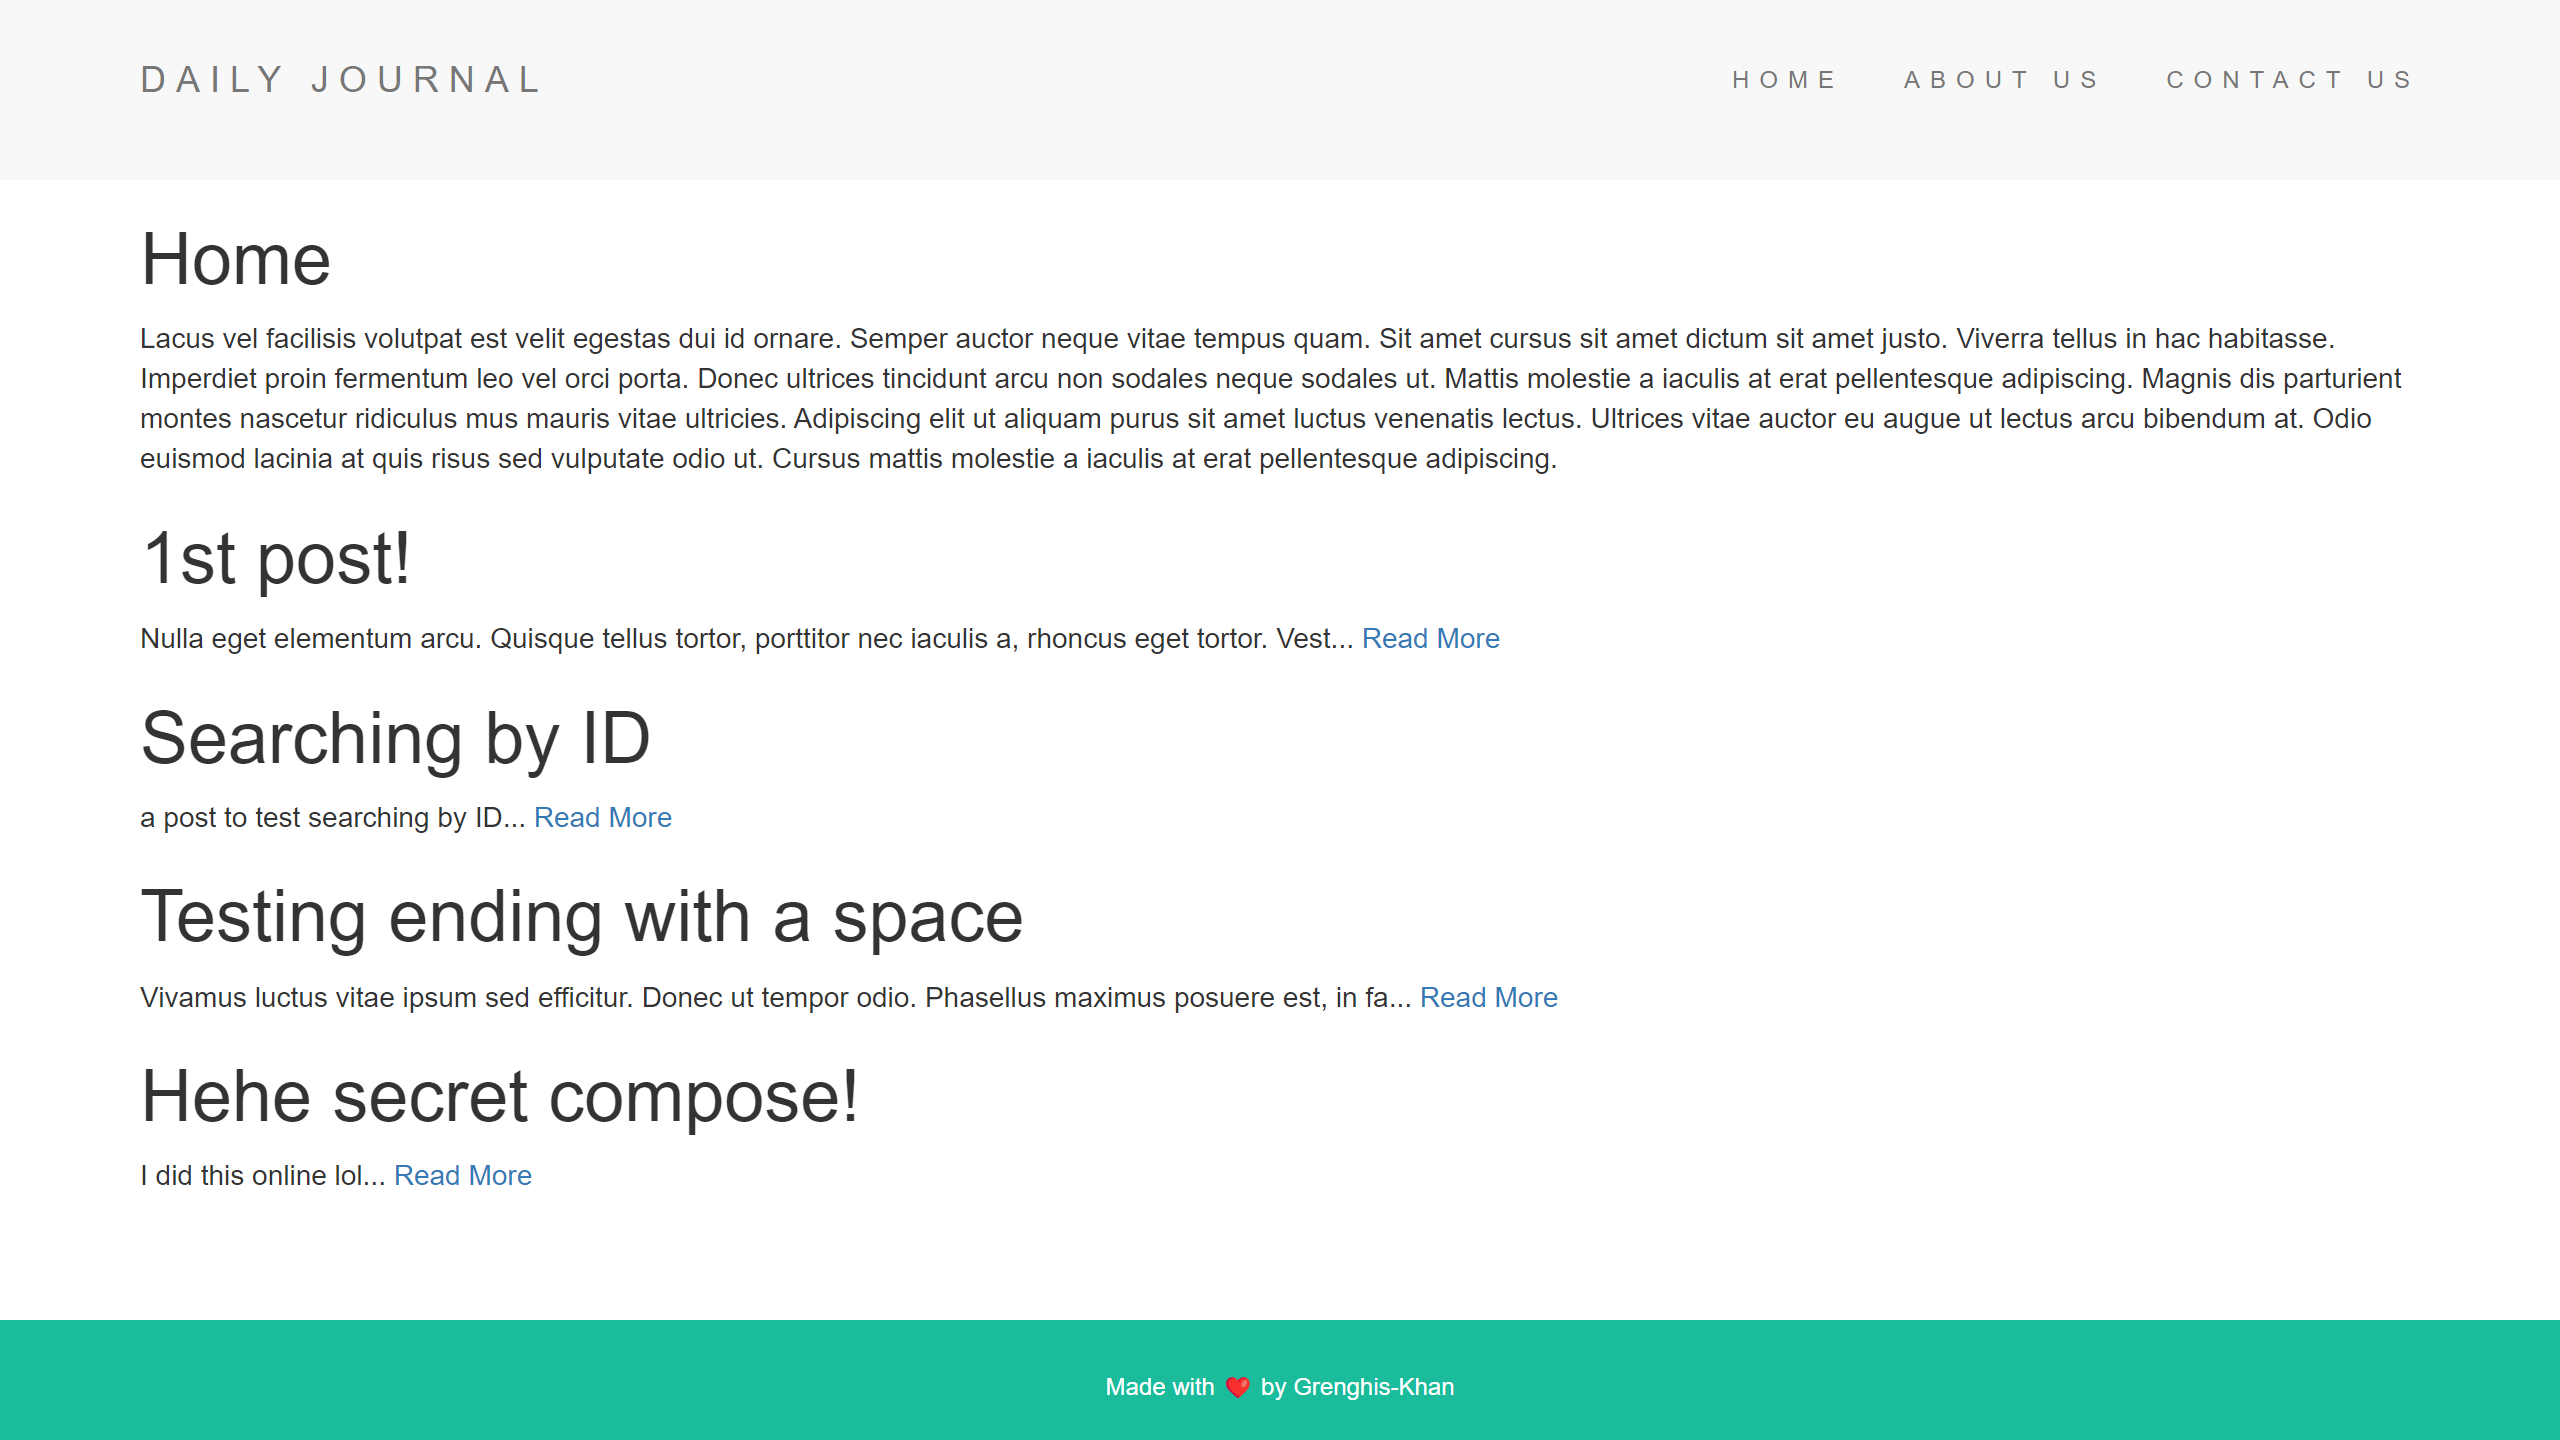 DAILY JOURNAL
HOME ABOUT US CONTACT US
Home
Lacus vel facilisis volutpat est velit egestas dui id ornare. Semper auctor neque vitae tempus quam. Sit amet cursus sit amet dictum sit amet justo. Viverra tellus in hac habitasse.
Imperdiet proin fermentum leo vel orci porta. Donec ultrices tincidunt arcu non sodales neque sodales ut. Mattis molestie a iaculis at erat pellentesque adipiscing. Magnis dis parturient
montes nascetur ridiculus mus mauris vitae ultricies. Adipiscing elit ut aliquam purus sit amet luctus venenatis lectus. Ultrices vitae auctor eu augue ut lectus arcu bibendum at. Odio
euismod lacinia at quis risus sed vulputate odio ut. Cursus mattis molestie a iaculis at erat pellentesque adipiscing.
1st post!
Nulla eget elementum arcu. Quisque tellus tortor, porttitor nec iaculis a, rhoncus eget tortor. Vest... Read More
Searching by ID
a post to test searching by ID... Read More
Testing ending with a space
Vivamus luctus vitae ipsum sed efficitur. Donec ut tempor odio. Phasellus maximus posuere est, in fa... Read More
Hehe secret compose!
I did this online lol... Read More
Made with ❤️ by Grenghis-Khan